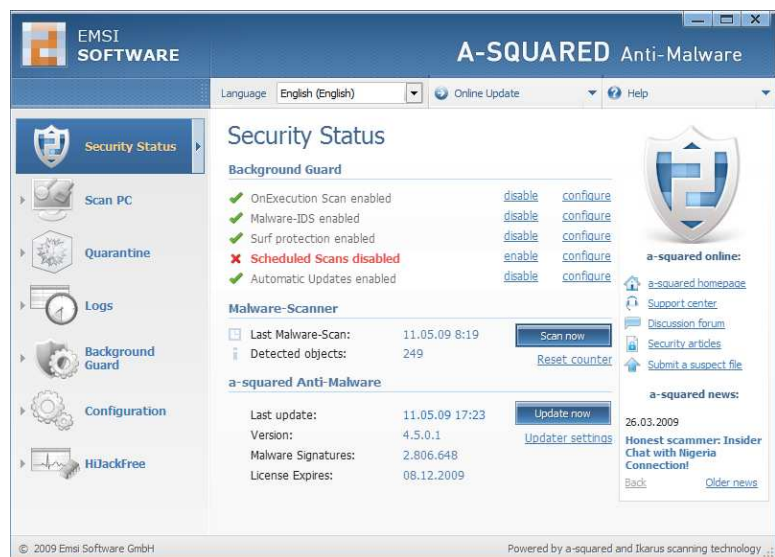 EMSI
SOFTWARE
A-SQUARED Anti-Malware
Language English (English) Online Update Help
Security Status
Scan PC
Quarantine
Logs
Background
Guard
Configuration
HiJackFree
Security Status
Background Guard
OnExecution Scan enabled disable configure
Malware-IDS enabled disable configure
Surf protection enabled disable configure
Scheduled Scans disabled enable configure
Automatic Updates enabled disable configure
Malware-Scanner
Last Malware-Scan: 11.05.09 8:19 Scan now
Detected objects: 249 Reset counter
a-squared Anti-Malware
Last update: 11.05.09 17:23 Update now
Version: 4.5.0.1 Updater settings
Malware Signatures: 2.806.648
License Expires: 08.12.2009
a-squared online:
a-squared homepage
Support center
Discussion forum
Security articles
Submit a suspect file
a-squared news:
26.03.2009
Honest scammer: Insider
Chat with Nigeria
Connection!
Back Older news
© 2009 Emsi Software GmbH Powered by a-squared and Ikarus scanning technology